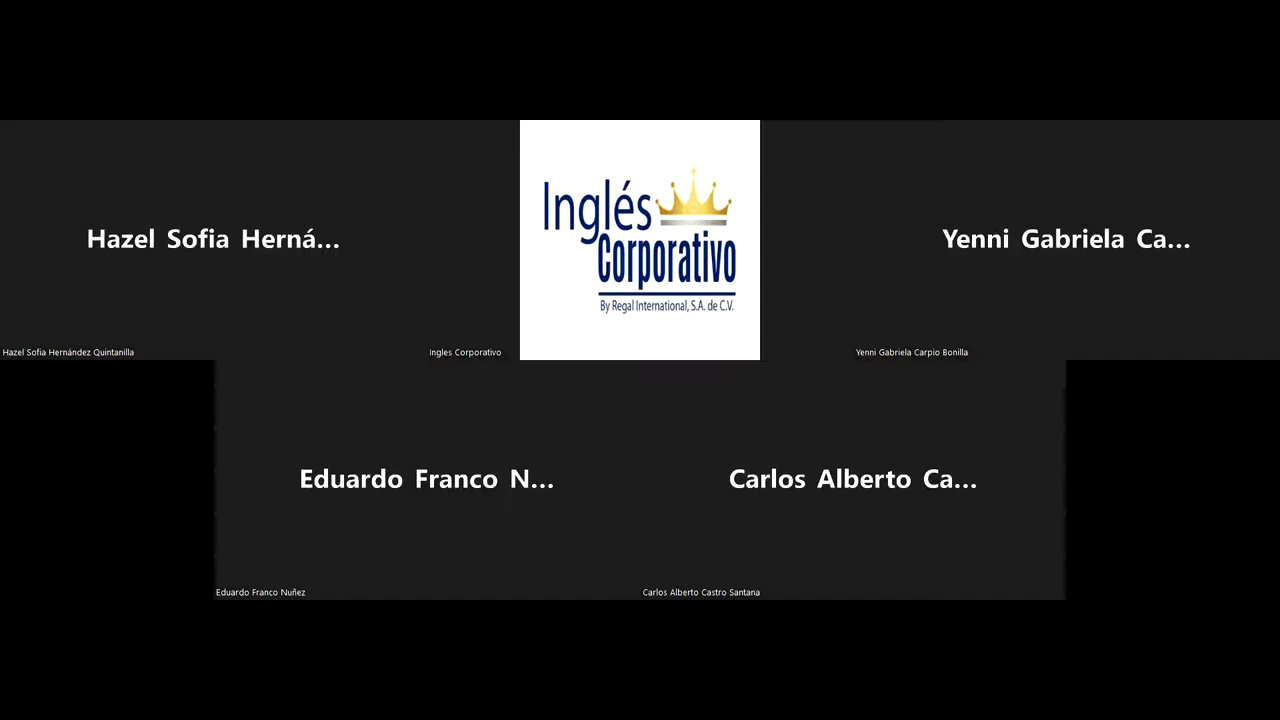 Hazel Sofia Herná...
Inglés
Corporativo
By Regal International, S.A. de C.V.
Yenni Gabriela Ca...
Hazel Sofia Hernández Quintanilla
Ingles Corporativo
Yenni Gabriela Carpio Bonilla
Eduardo Franco N...
Carlos Alberto Ca...
Eduardo Franco Nuñez
Carlos Alberto Castro Santana